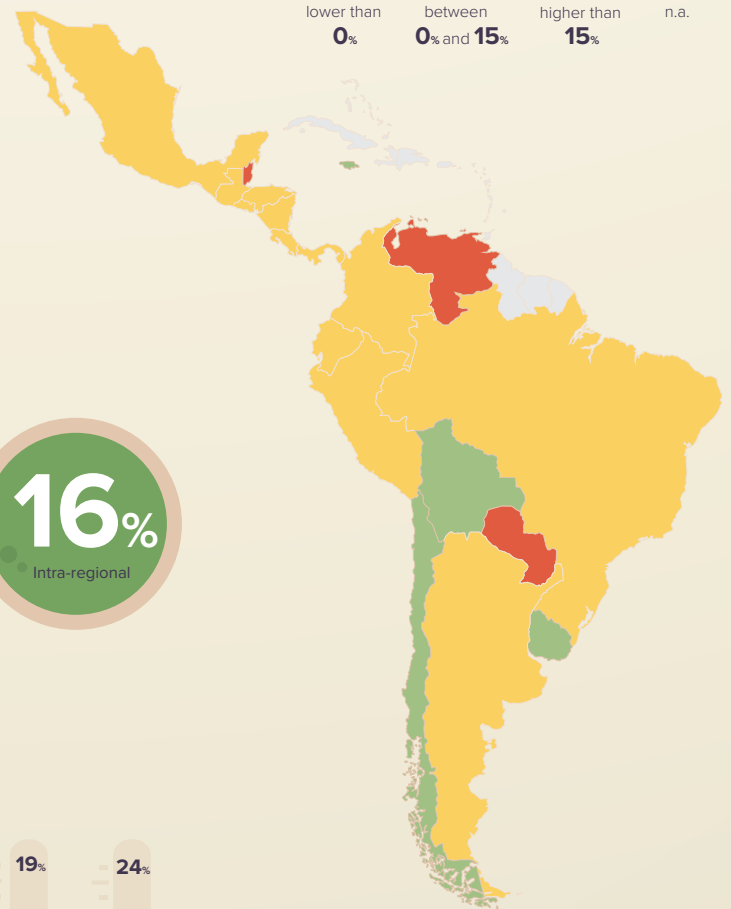 lower than between higher than n.a.
0% 0% and 15% 15%
16%
Intra-regional
19% 24%